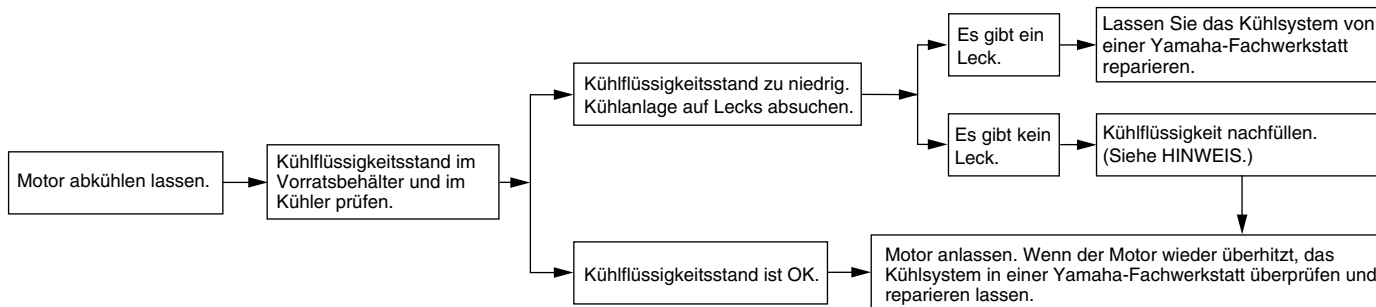 Motor abkühlen lassen.
Kühlflüssigkeitsstand im
Vorratsbehälter und im
Kühler prüfen.
Kühlflüssigkeitsstand zu niedrig.
Kühlanlage auf Lecks absuchen.
Es gibt ein
Leck.
Lassen Sie das Kühlsystem von
einer Yamaha-Fachwerkstatt
reparieren.
Es gibt kein
Leck.
Kühlflüssigkeit nachfüllen.
(Siehe HINWEIS.)
Kühlflüssigkeitsstand ist OK.
Motor anlassen. Wenn der Motor wieder überhitzt, das
Kühlsystem in einer Yamaha-Fachwerkstatt überprüfen und
reparieren lassen.